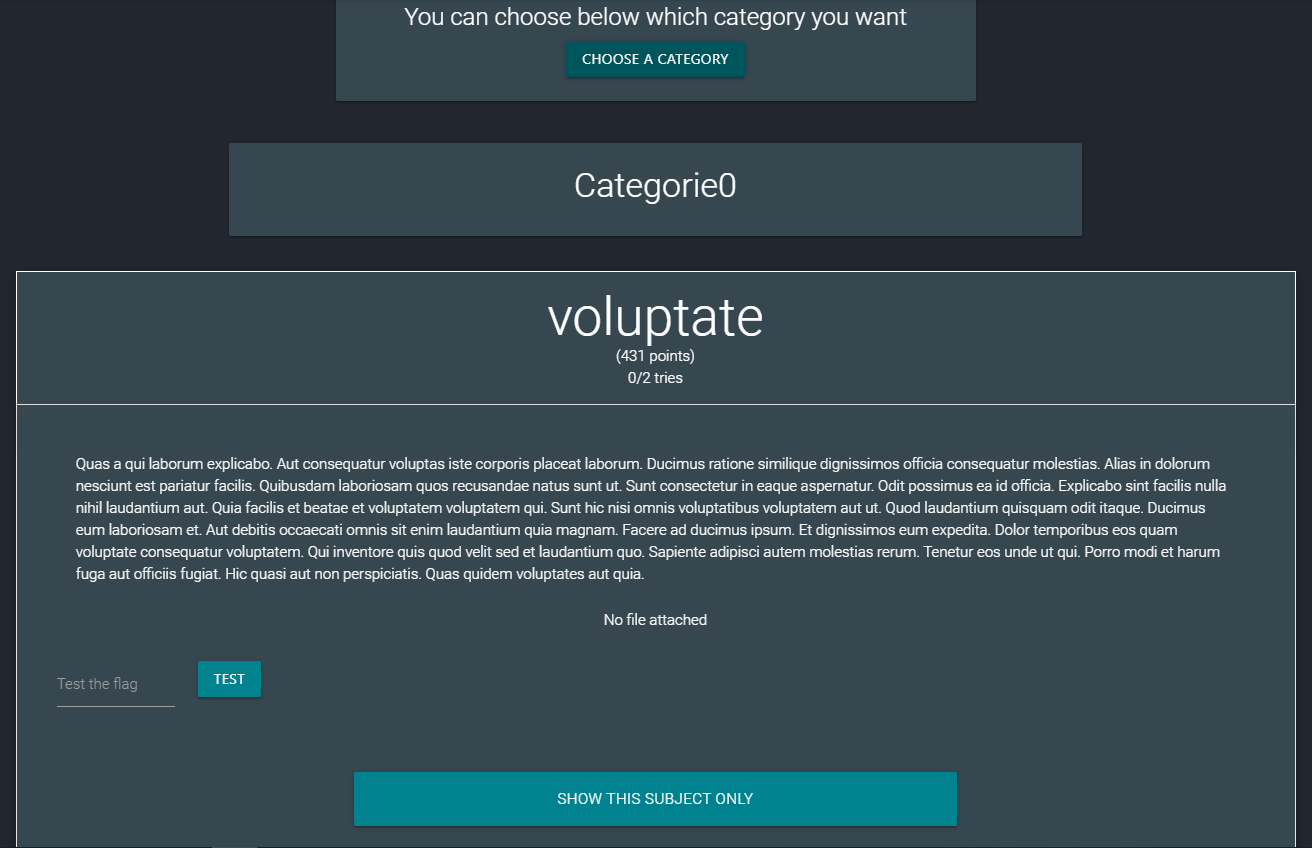 You can choose below which category you want
CHOOSE A CATEGORY
Categorie0
voluptate
(431 points)
0/2 tries
Quas a qui laborum explicabo. Aut consequatur voluptas iste corporis placeat laborum. Ducimus ratione similique dignissimos officia consequatur molestias. Alias in dolorum
nesciunt est pariatur facilis. Quibusdam laboriosam quos recusandae natus sunt ut. Sunt consectetur in eaque aspernatur. Odit possimus ea id officia. Explicabo sint facilis nulla
nihil laudantium aut. Quia facilis et beatae et voluptatem voluptatem qui. Sunt hic nisi omnis voluptatibus voluptatem aut ut. Quod laudantium quisquam odit itaque. Ducimus
eum laboriosam et. Aut debitis occaecati omnis sit enim laudantium quia magnam. Facere ad ducimus ipsum. Et dignissimos eum expedita. Dolor temporibus eos quam
voluptate consequatur voluptatem. Qui inventore quis quod velit sed et laudantium quo. Sapiente adipisci autem molestias rerum. Tenetur eos unde ut qui. Porro modi et harum
fuga aut officiis fugiat. Hic quasi aut non perspiciatis. Quas quidem voluptates aut quia.
No file attached
Test the flag
TEST
SHOW THIS SUBJECT ONLY